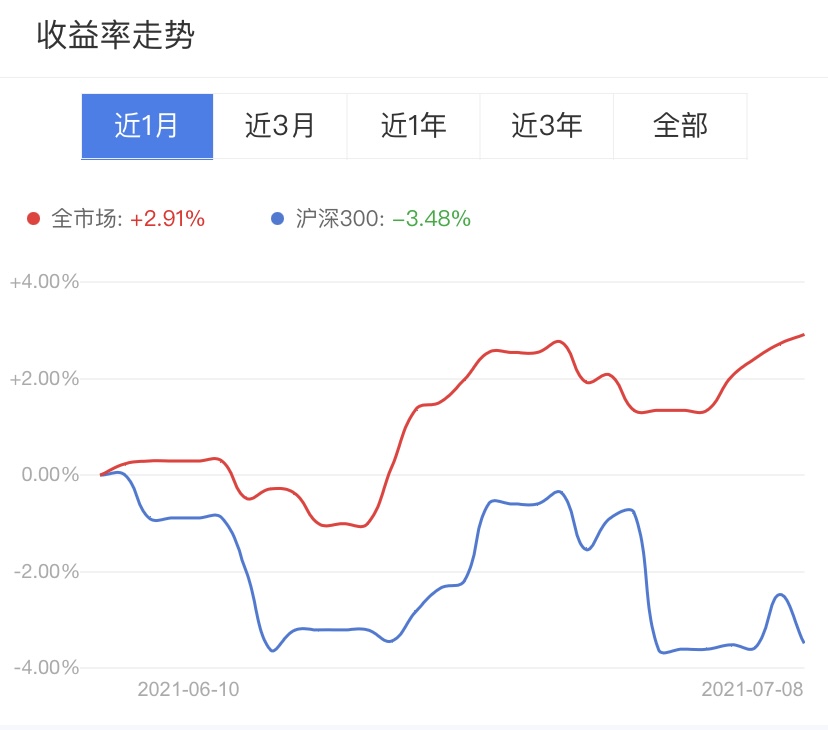 收益率走势
近1月 近3月 近1年 近3年 全部
全市场: +2.91% 沪深300: −3.48%
+4.00%
+2.00%
0.00%
-2.00%
-4.00%
2021-06-10 2021-07-08